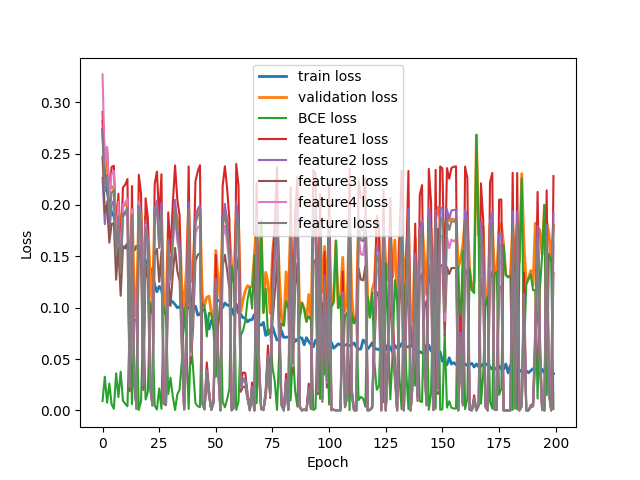 train loss
validation loss
BCE loss
feature1 loss
feature2 loss
feature3 loss
feature4 loss
feature loss
0.30
0.25
0.20
0.15
0.10
0.05
0.00
Loss
0 25 50 75 100 125 150 175 200
Epoch